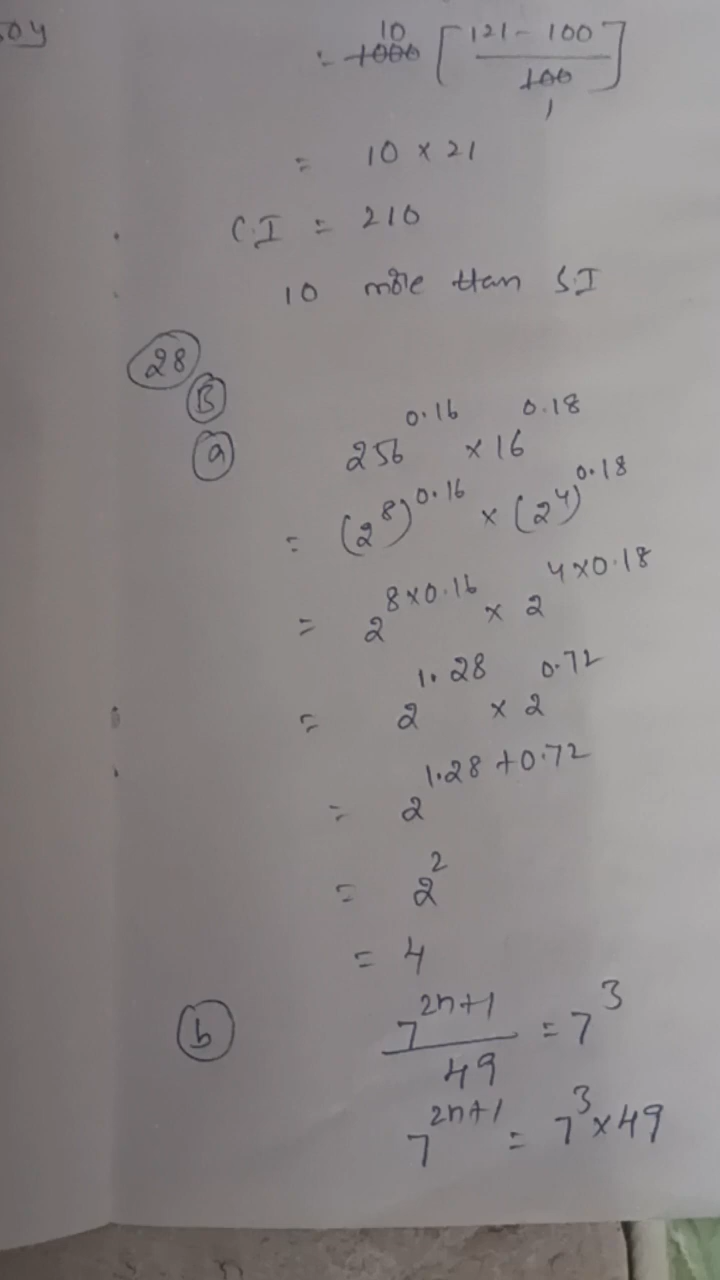 oy
= 1000 10 [ 121 - 100 / 100 1 ]
= 10 × 21
C.I = 210
10 more than S.I
28
B
a 256^0.16 × 16^0.18
= (2^8)^0.16 × (2^4)^0.18
= 2^8×0.16 × 2^4×0.18
= 2^1.28 × 2^0.72
= 2^1.28+0.72
= 2^2
= 4
b 7^2n+1 / 49 = 7^3
7^2n+1 = 7^3 × 49